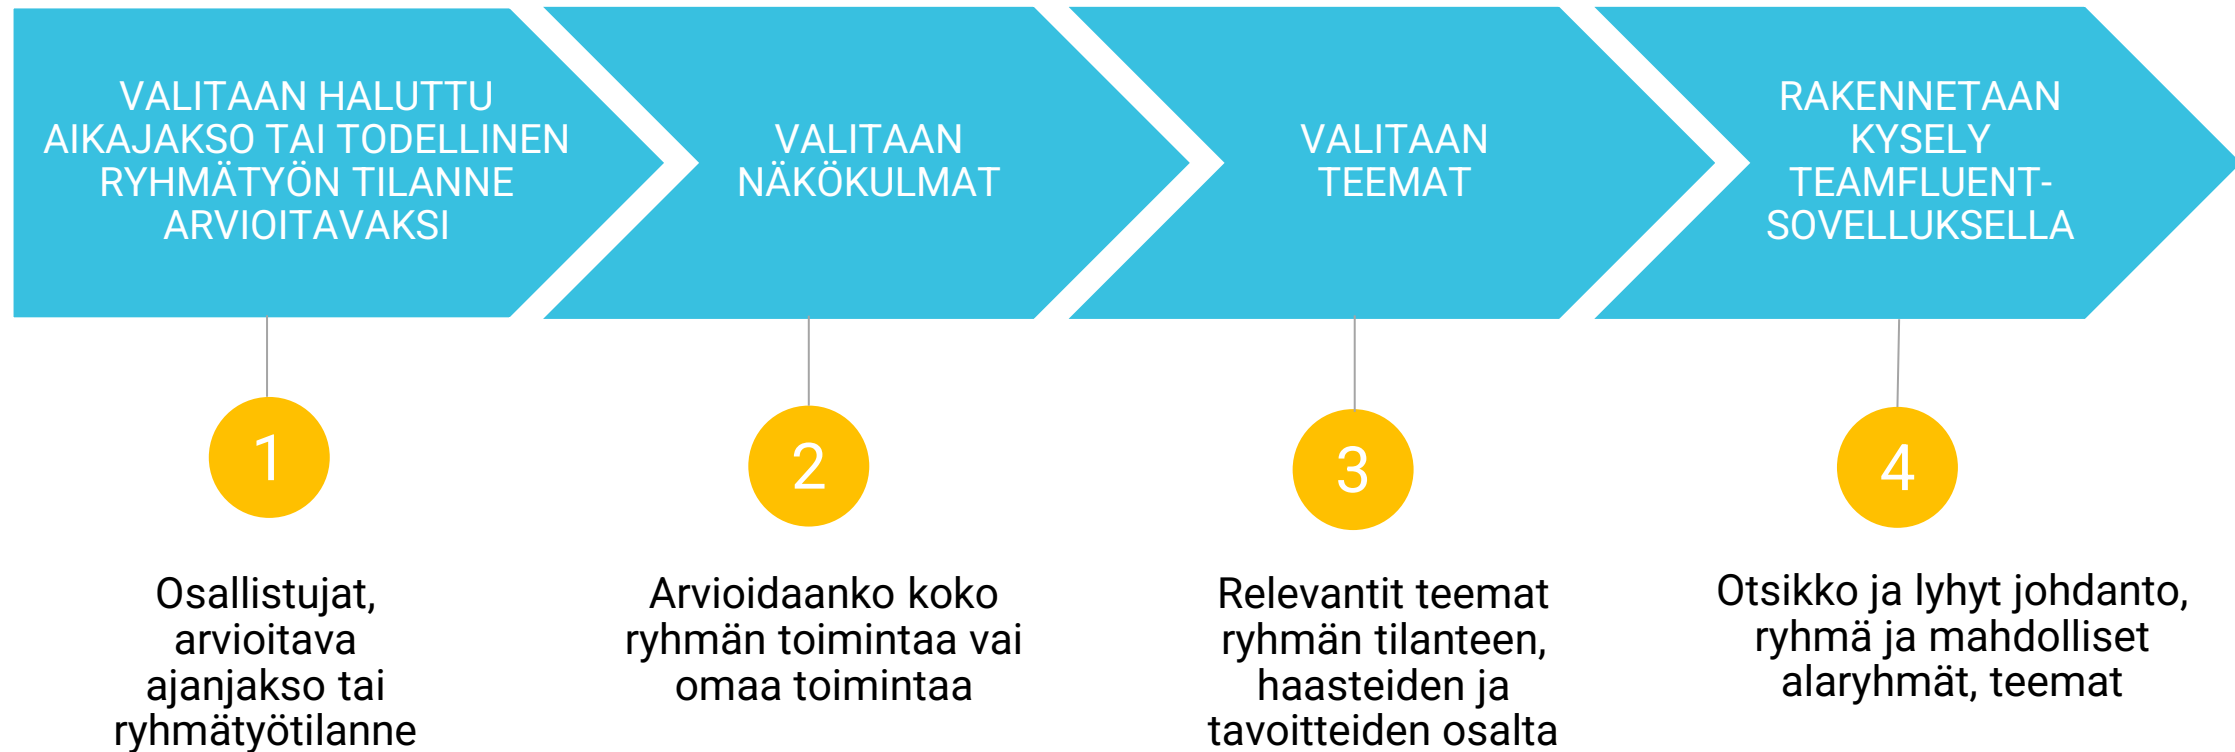 VALITAAN HALUTTU
AIKAJAKSO TAI TODELLINEN
RYHMÄTYÖN TILANNE
ARVIOITAVAKSI
VALITAAN
NÄKÖKULMAT
VALITAAN
TEEMAT
RAKENNETAAN
KYSELY
TEAMFLUENT-
SOVELLUKSELLA
1
Osallistujat,
arvioitava
ajanjakso tai
ryhmätyötilanne
2
Arvioidaanko koko
ryhmän toimintaa vai
omaa toimintaa
3
Relevantit teemat
ryhmän tilanteen,
haasteiden ja
tavoitteiden osalta
4
Otsikko ja lyhyt johdanto,
ryhmä ja mahdolliset
alaryhmät, teemat